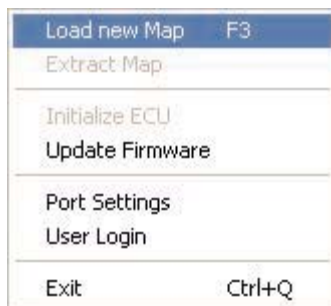 Load new Map F3
Extract Map
Initialize ECU
Update Firmware
Port Settings
User Login
Exit Ctrl+Q